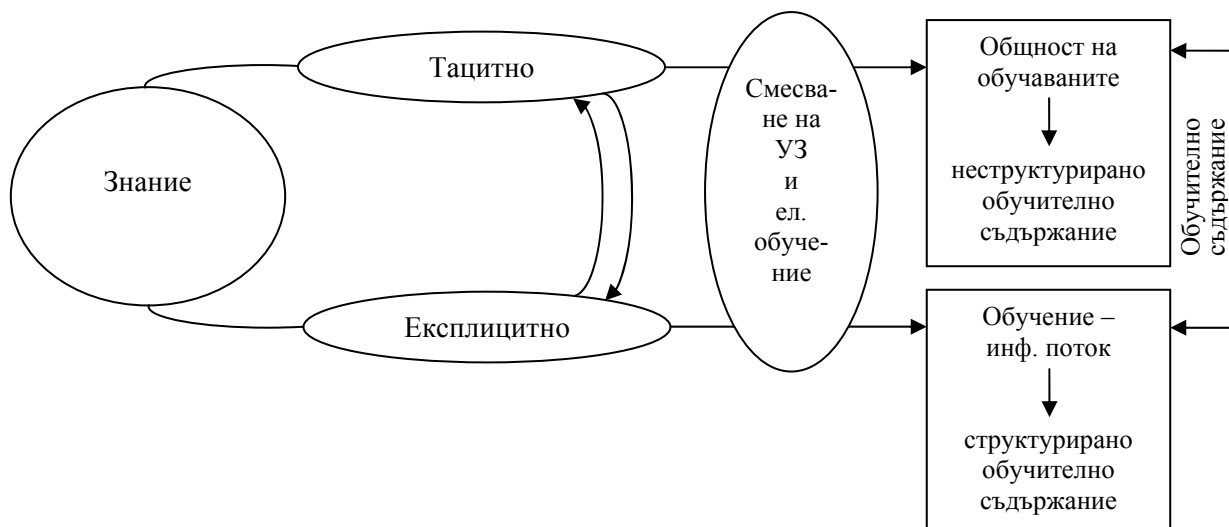 Знание
Тацитно
Експлицитно
Смесва-
не на
УЗ
и
ел.
обуче-
ние
Общност на
обучаваните
неструктурирано
обучително
съдържание
Обучение –
инф. поток
структурирано
обучително
съдържание
Обучително
съдържание